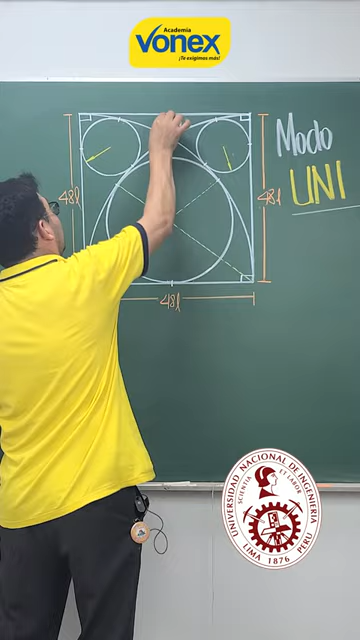 Academia
Vonex
¡Te exigimos más!
Modo
UNI
48l
48l
48l
UNIVERSIDAD NACIONAL DE INGENIERIA
SCIENTIA ET LABOR
LIMA 1876 PERU